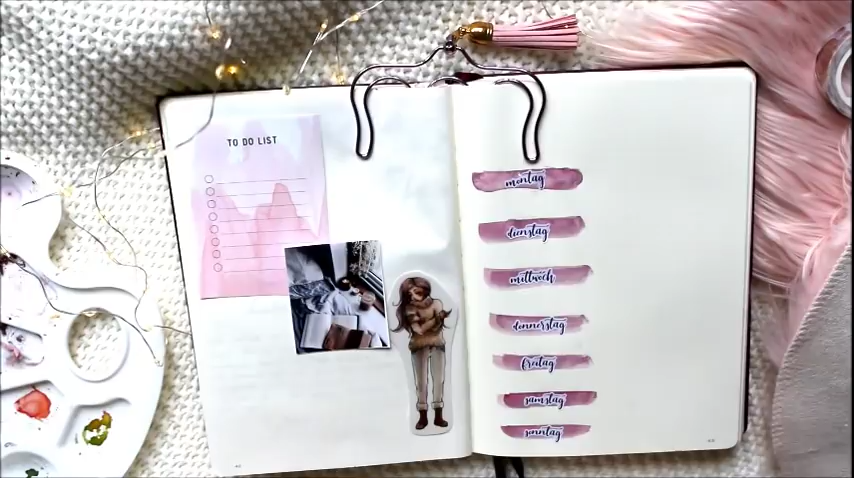 TO DO LIST
montag
dienstag
mittwoch
donnerstag
freitag
samstag
sonntag